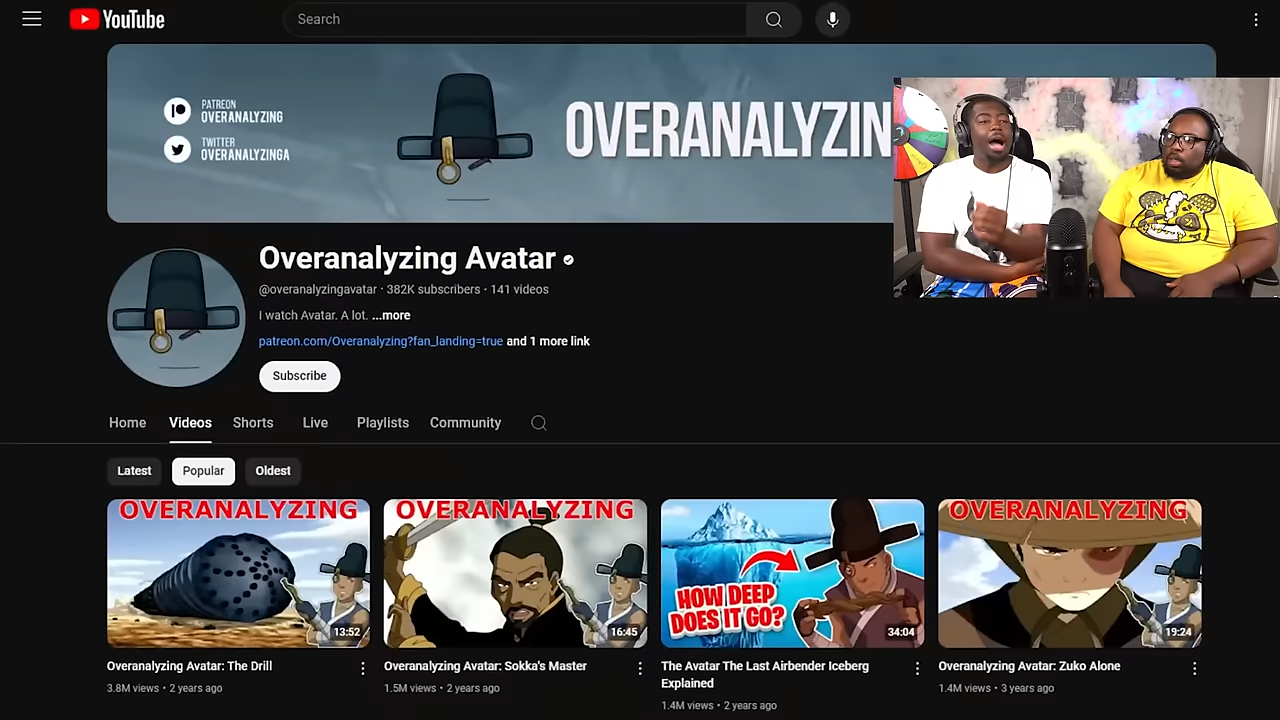 YouTube
Search
PATREON
OVERANALYZING
TWITTER
OVERANALYZINGA
OVERANALYZIN
Overanalyzing Avatar
@overanalyzingavatar · 382K subscribers · 141 videos
I watch Avatar. A lot. ...more
patreon.com/Overanalyzing?fan_landing=true and 1 more link
Subscribe
Home Videos Shorts Live Playlists Community
Latest Popular Oldest
OVERANALYZING
13:52
OVERANALYZING
16:45
HOW DEEP
DOES IT GO?
34:04
OVERANALYZING
19:24
Overanalyzing Avatar: The Drill
3.8M views • 2 years ago
Overanalyzing Avatar: Sokka's Master
1.5M views • 2 years ago
The Avatar The Last Airbender Iceberg
Explained
1.4M views • 2 years ago
Overanalyzing Avatar: Zuko Alone
1.4M views • 3 years ago